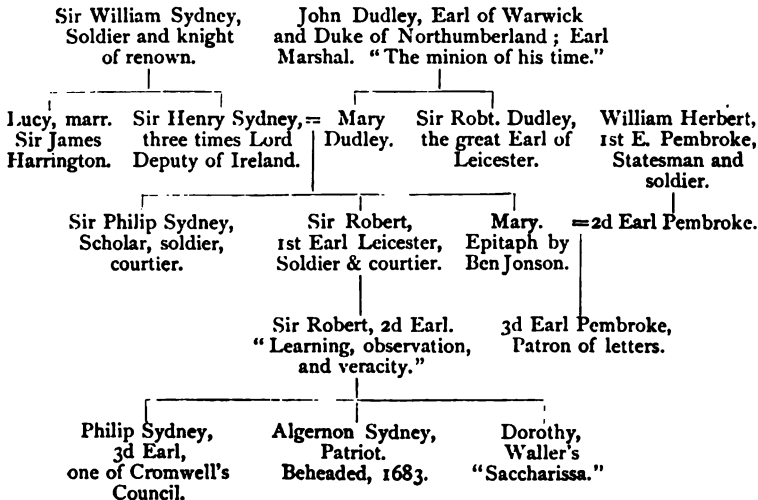 Sir William Sydney,
Soldier and knight
of renown.
John Dudley, Earl of Warwick
and Duke of Northumberland ; Earl
Marshal. “The minion of his time.”
Lucy, marr.
Sir James
Harrington.
Sir Henry Sydney, =
three times Lord
Deputy of Ireland.
Mary
Dudley.
Sir Robt. Dudley,
the great Earl of
Leicester.
William Herbert,
1st E. Pembroke,
Statesman and
soldier.
Sir Philip Sydney,
Scholar, soldier,
courtier.
Sir Robert,
1st Earl Leicester,
Soldier & courtier.
Mary.
Epitaph by
Ben Jonson.
=2d Earl Pembroke.
Sir Robert, 2d Earl.
“Learning, observation,
and veracity.”
3d Earl Pembroke,
Patron of letters.
Philip Sydney,
3d Earl,
one of Cromwell's
Council.
Algernon Sydney,
Patriot.
Beheaded, 1683.
Dorothy,
Waller's
“Saccharissa.”